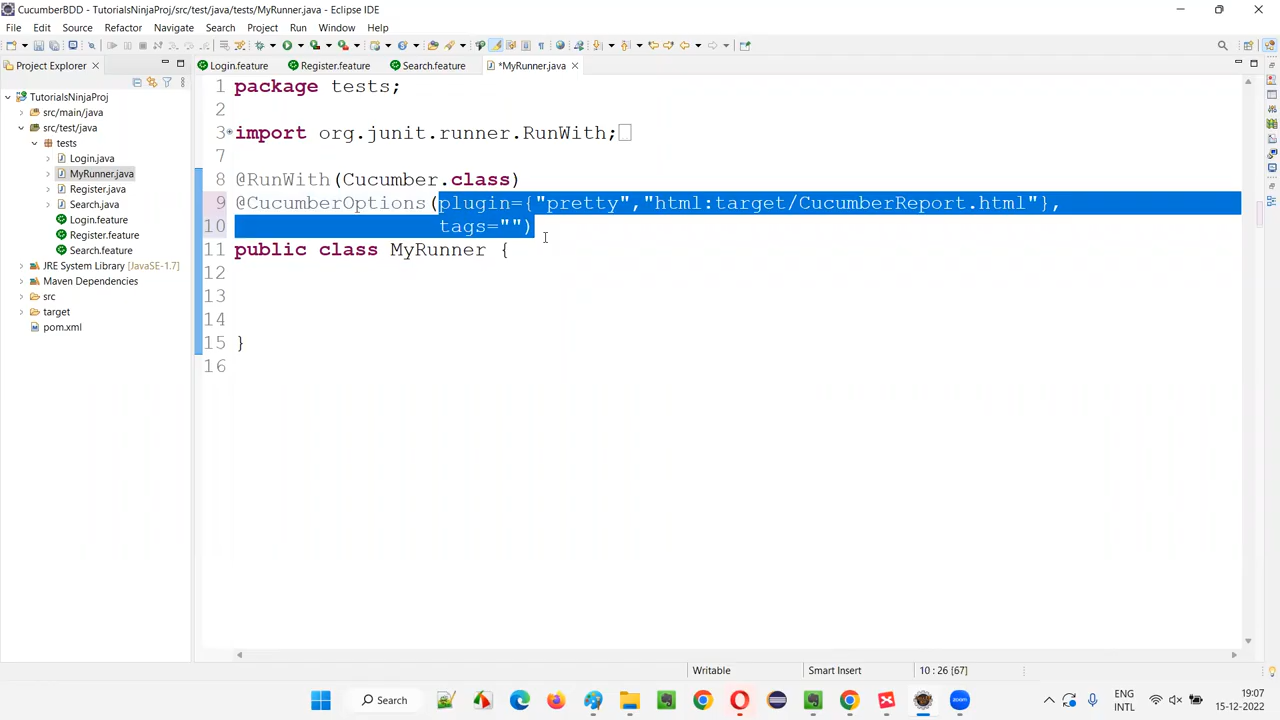 CucumberBDD - TutorialsNinjaProj/src/test/java/tests/MyRunner.java - Eclipse IDE
File Edit Source Refactor Navigate Search Project Run Window Help
Project Explorer
Login.feature Register.feature Search.feature *MyRunner.java
TutorialsNinjaProj
src/main/java
src/test/java
tests
Login.java
MyRunner.java
Register.java
Search.java
Login.feature
Register.feature
Search.feature
JRE System Library [JavaSE-1.7]
Maven Dependencies
src
target
pom.xml
1 package tests;
2
3 import org.junit.runner.RunWith;
7
8 @RunWith(Cucumber.class)
9 @CucumberOptions(plugin={"pretty","html:target/CucumberReport.html"},
10 tags="")
11 public class MyRunner {
12
13
14
15 }
16
Writable Smart Insert 10 : 26 [67]
Search
ENG
INTL
19:07
15-12-2022